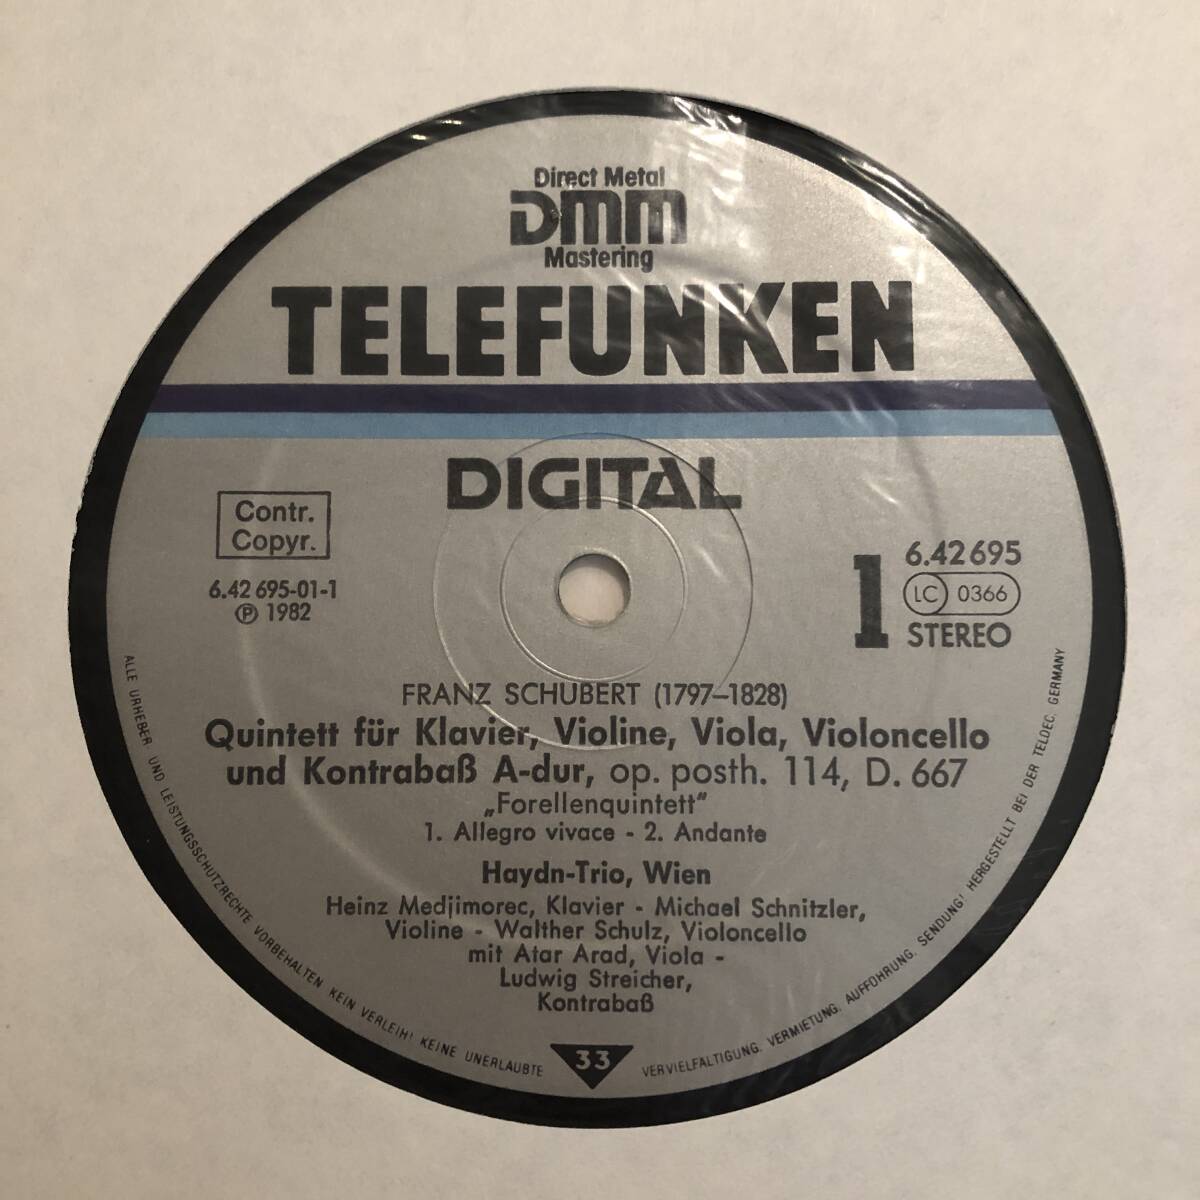 Direct Metal
DMM
Mastering
TELEFUNKEN
DIGITAL
Contr.
Copyr.
6.42 695-01-1
℗ 1982
1
6.42695
LC 0366
STEREO
FRANZ SCHUBERT (1797–1828)
Quintett für Klavier, Violine, Viola, Violoncello
und Kontrabaß A-dur, op. posth. 114, D. 667
„Forellenquintett"
1. Allegro vivace - 2. Andante
Haydn-Trio, Wien
Heinz Medjimorec, Klavier - Michael Schnitzler,
Violine - Walther Schulz, Violoncello
mit Atar Arad, Viola -
Ludwig Streicher,
Kontrabaß
33
ALLE URHEBER- UND LEISTUNGSSCHUTZRECHTE VORBEHALTEN. KEIN VERLEIH! KEINE UNERLAUBTE VERVIELFÄLTIGUNG, VERMIETUNG, AUFFÜHRUNG, SENDUNG! HERGESTELLT BEI DER TELDEC, GERMANY